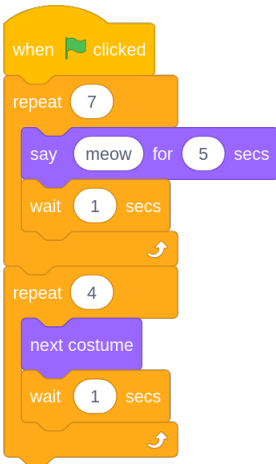 when clicked
repeat 7
say meow for 5 secs
wait 1 secs
repeat 4
next costume
wait 1 secs